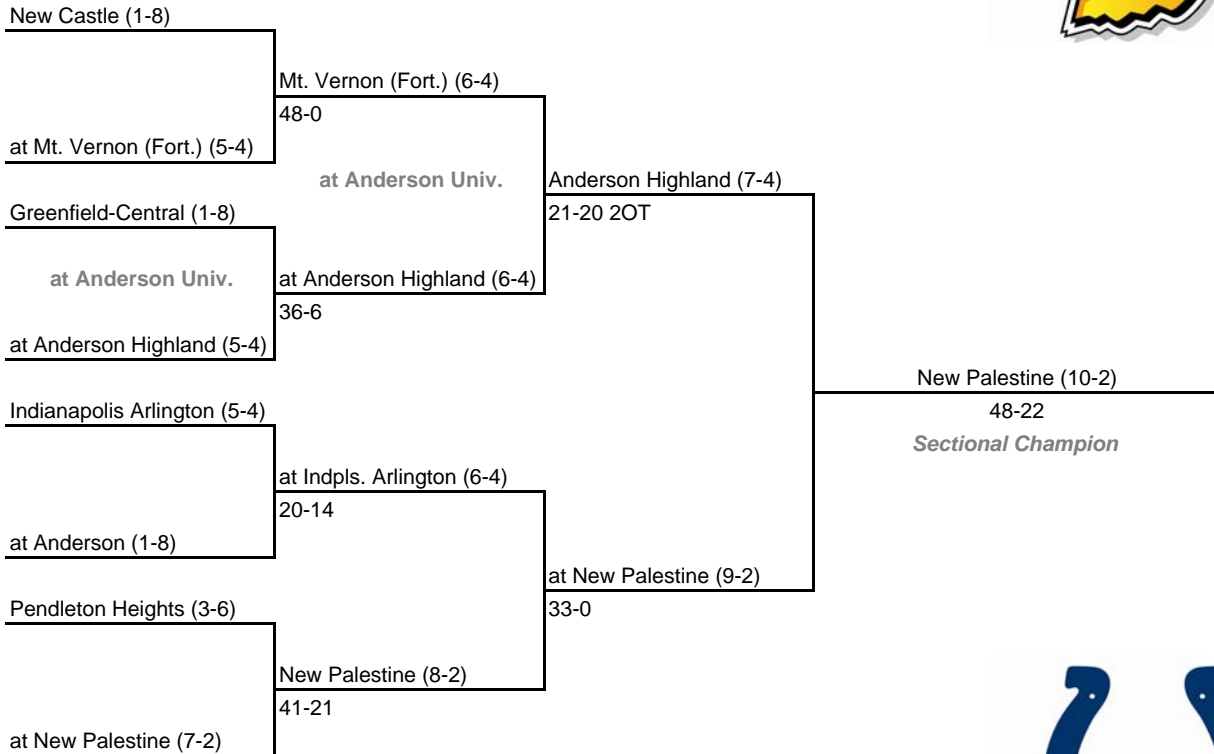 New Castle (1-8)
Mt. Vernon (Fort.) (6-4)
48-0
at Mt. Vernon (Fort.) (5-4)
at Anderson Univ.
Anderson Highland (7-4)
21-20 2OT
Greenfield-Central (1-8)
at Anderson Univ.
at Anderson Highland (6-4)
36-6
at Anderson Highland (5-4)
New Palestine (10-2)
48-22
Sectional Champion
Indianapolis Arlington (5-4)
at Indpls. Arlington (6-4)
20-14
at Anderson (1-8)
at New Palestine (9-2)
33-0
Pendleton Heights (3-6)
New Palestine (8-2)
41-21
at New Palestine (7-2)